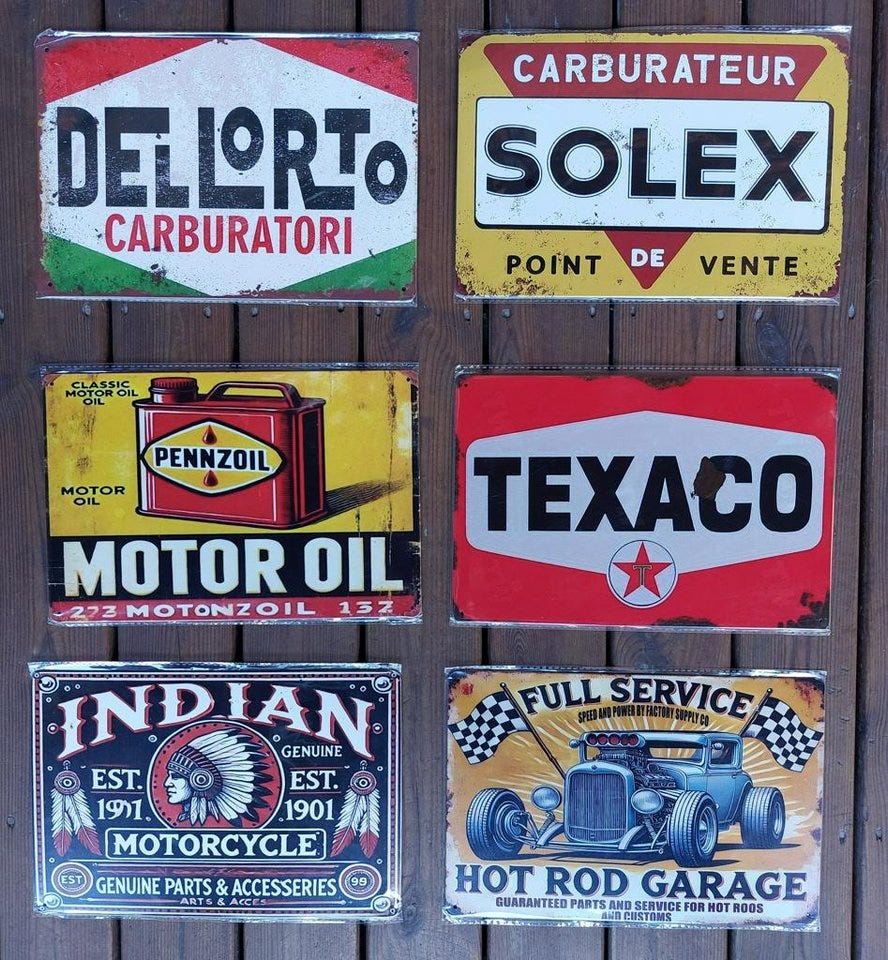 DELLORTO
CARBURATORI
CARBURATEUR
SOLEX
POINT DE VENTE
CLASSIC
MOTOR OIL
OIL
PENNZOIL
MOTOR
OIL
MOTOR OIL
273 MOTONZOIL 132
TEXACO
T
INDIAN
GENUINE
EST. EST.
1901
MOTORCYCLE
EST GENUINE PARTS & ACCESSERIES 99
ARTS & ACCES
FULL SERVICE
SPEED AND POWER BY FACTORY SUPPLY CO
HOT ROD GARAGE
GUARANTEED PARTS AND SERVICE FOR HOT ROOS
AND CUSTOMS